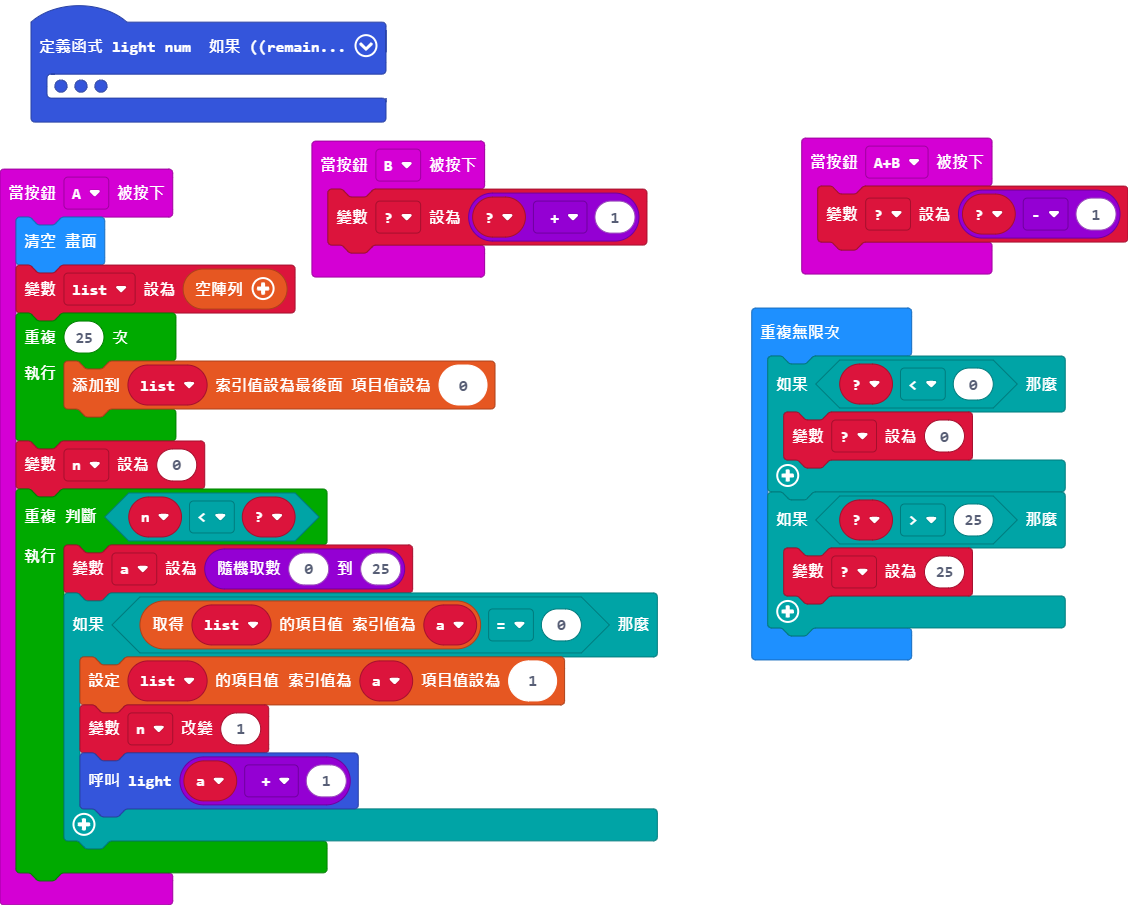 定義函式 light num 如果 ((remain...
當按鈕 A 被按下
清空 畫面
變數 list 設為 空陣列
重複 25 次
執行
添加到 list 索引值設為最後面 項目值設為 0
變數 n 設為 0
重複 判斷 n < ?
執行
變數 a 設為 隨機取數 0 到 25
如果 取得 list 的項目值 索引值為 a = 0 那麼
設定 list 的項目值 索引值為 a 項目值設為 1
變數 n 改變 1
呼叫 light a + 1
當按鈕 B 被按下
變數 ? 設為 ? + 1
當按鈕 A+B 被按下
變數 ? 設為 ? - 1
重複無限次
如果 ? < 0 那麼
變數 ? 設為 0
如果 ? > 25 那麼
變數 ? 設為 25